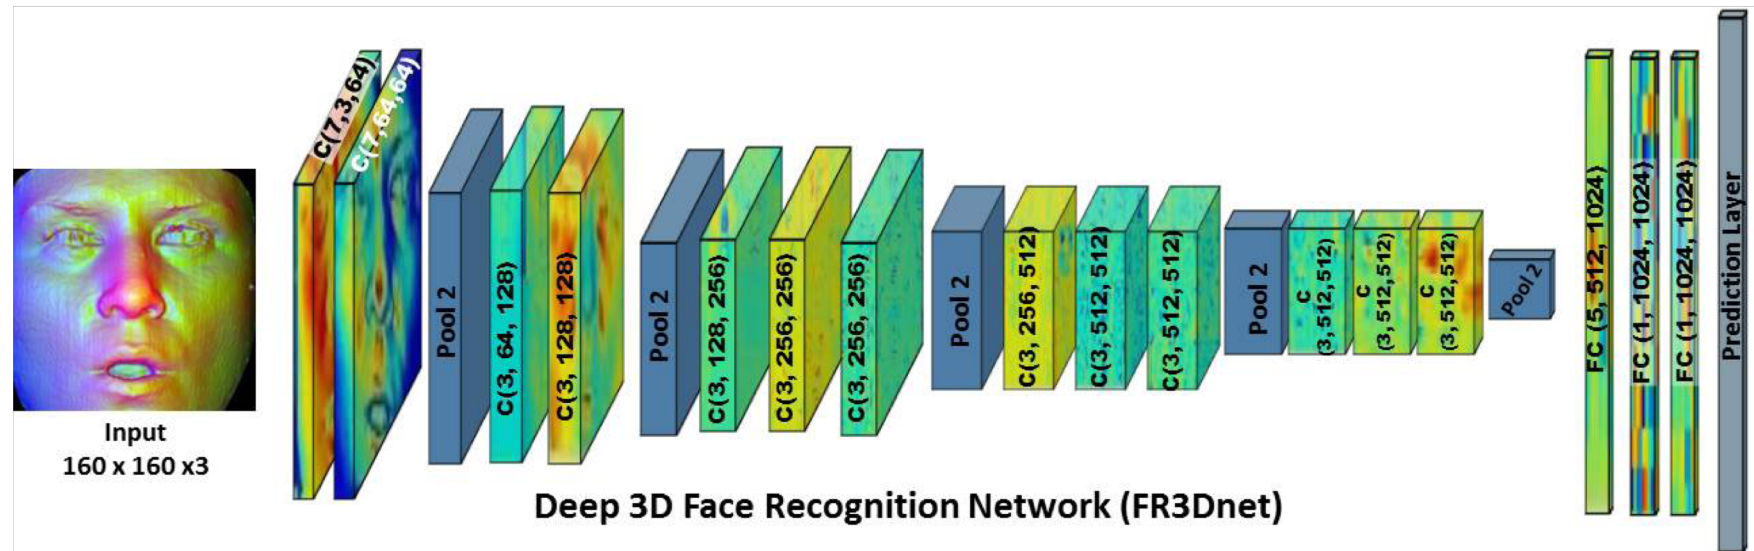 Input
160 x 160 x3
C(7,3,64)
C(7,64,64)
Pool 2
C(3, 64, 128)
C(3, 128, 128)
Pool 2
C(3, 128, 256)
C(3, 256, 256)
C(3, 256, 256)
Pool 2
C(3, 256, 512)
C(3, 512, 512)
C(3, 512, 512)
Pool 2
C
(3, 512, 512)
C
(3, 512, 512)
C
(3, 512, 512)
Pool 2
FC (5, 512, 1024)
FC (1, 1024, 1024)
FC (1, 1024, 1024)
Prediction Layer
Deep 3D Face Recognition Network (FR3Dnet)